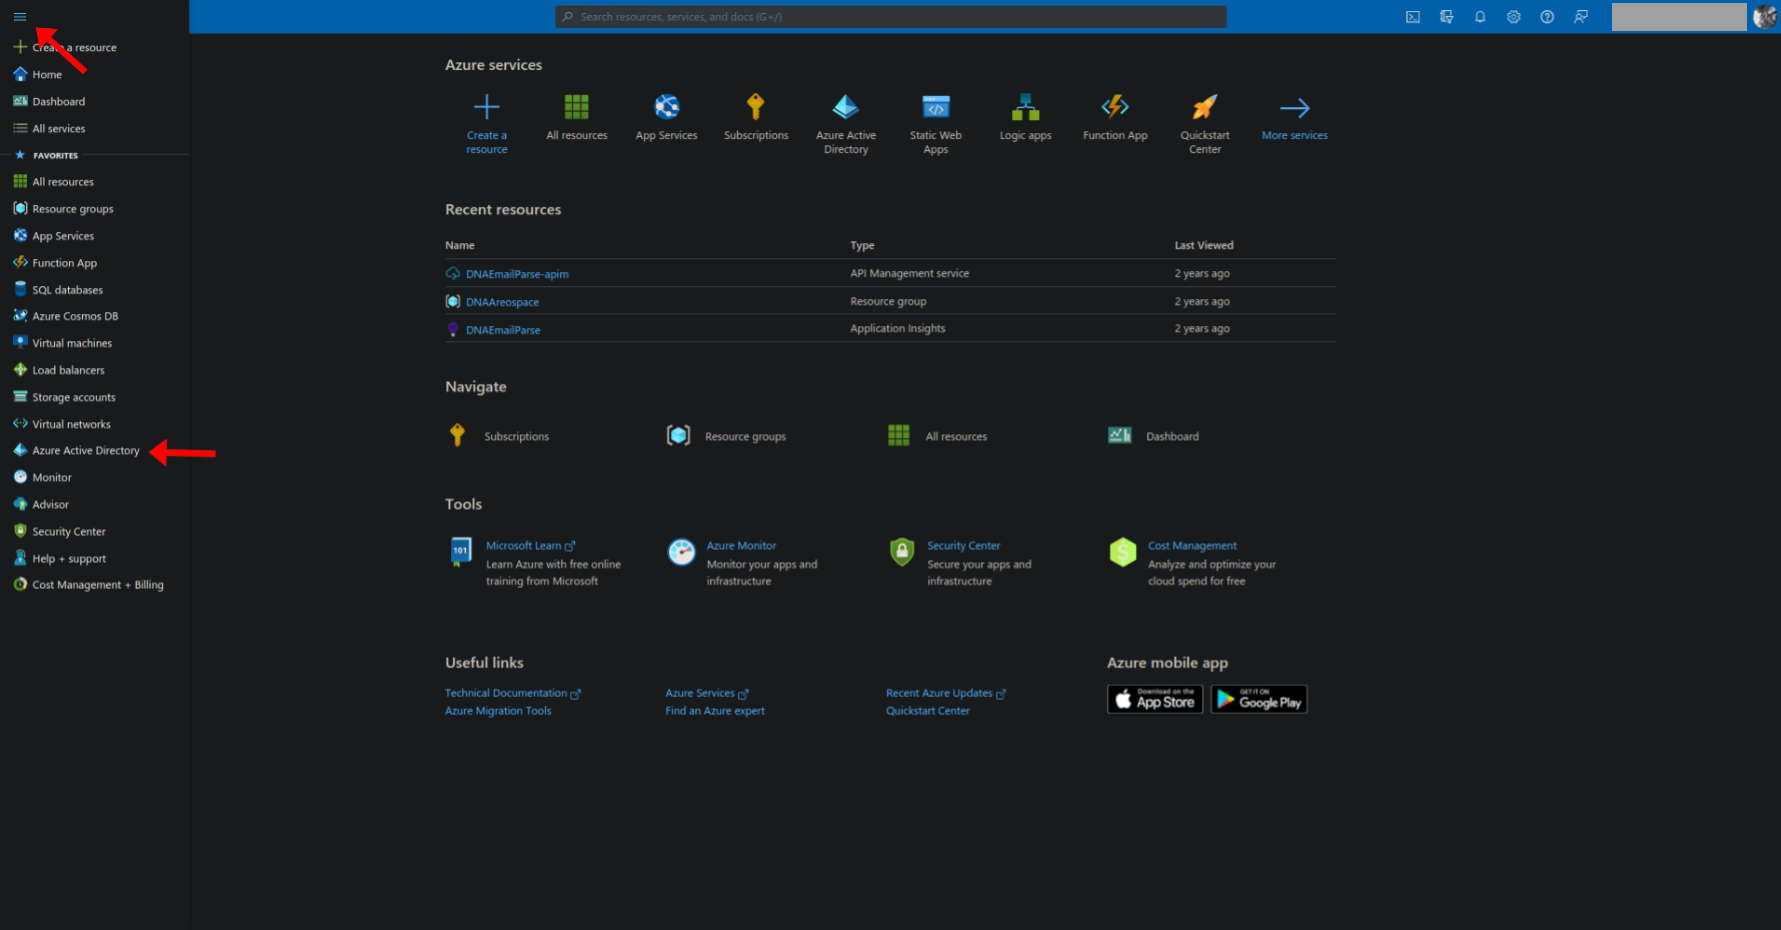 Search resources, services, and docs (G+/)
Create a resource
Home
Dashboard
All services
FAVORITES
All resources
Resource groups
App Services
Function App
SQL databases
Azure Cosmos DB
Virtual machines
Load balancers
Storage accounts
Virtual networks
Azure Active Directory
Monitor
Advisor
Security Center
Help + support
Cost Management + Billing
Azure services
Create a
resource
All resources
App Services
Subscriptions
Azure Active
Directory
Static Web
Apps
Logic apps
Function App
Quickstart
Center
More services
Recent resources
Name Type Last Viewed
DNAEmailParse-apim API Management service 2 years ago
DNAAreospace Resource group 2 years ago
DNAEmailParse Application Insights 2 years ago
Navigate
Subscriptions Resource groups All resources Dashboard
Tools
101
Microsoft Learn
Learn Azure with free online
training from Microsoft
Azure Monitor
Monitor your apps and
infrastructure
Security Center
Secure your apps and
infrastructure
S
Cost Management
Analyze and optimize your
cloud spend for free
Useful links
Technical Documentation Azure Services Recent Azure Updates
Azure Migration Tools Find an Azure expert Quickstart Center
Azure mobile app
Download on the
App Store
GET IT ON
Google Play